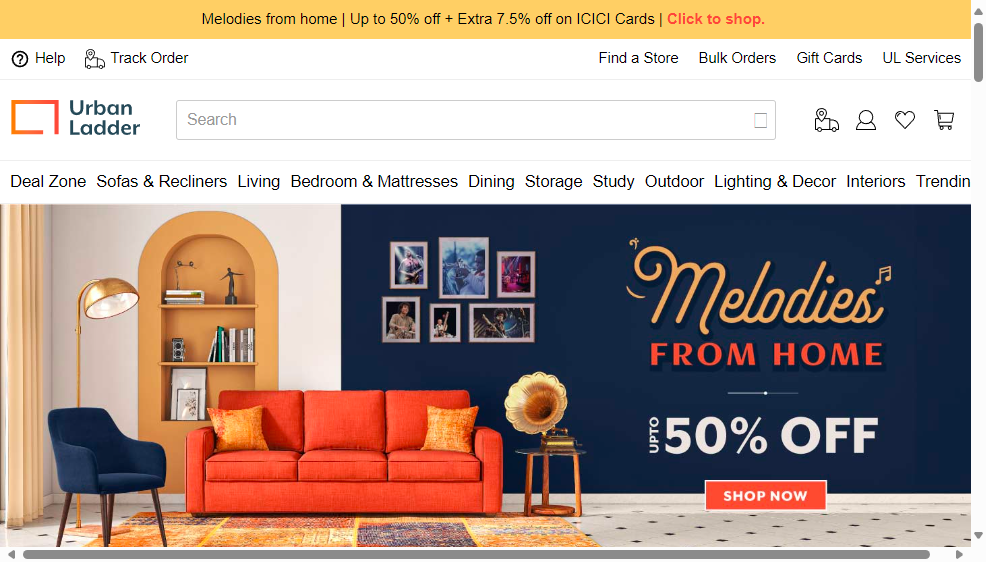 Melodies from home | Up to 50% off + Extra 7.5% off on ICICI Cards | Click to shop.
Help Track Order Find a Store Bulk Orders Gift Cards UL Services
Urban
Ladder
Search
Deal Zone Sofas & Recliners Living Bedroom & Mattresses Dining Storage Study Outdoor Lighting & Decor Interiors Trendin
Melodies
FROM HOME
UPTO
50% OFF
SHOP NOW